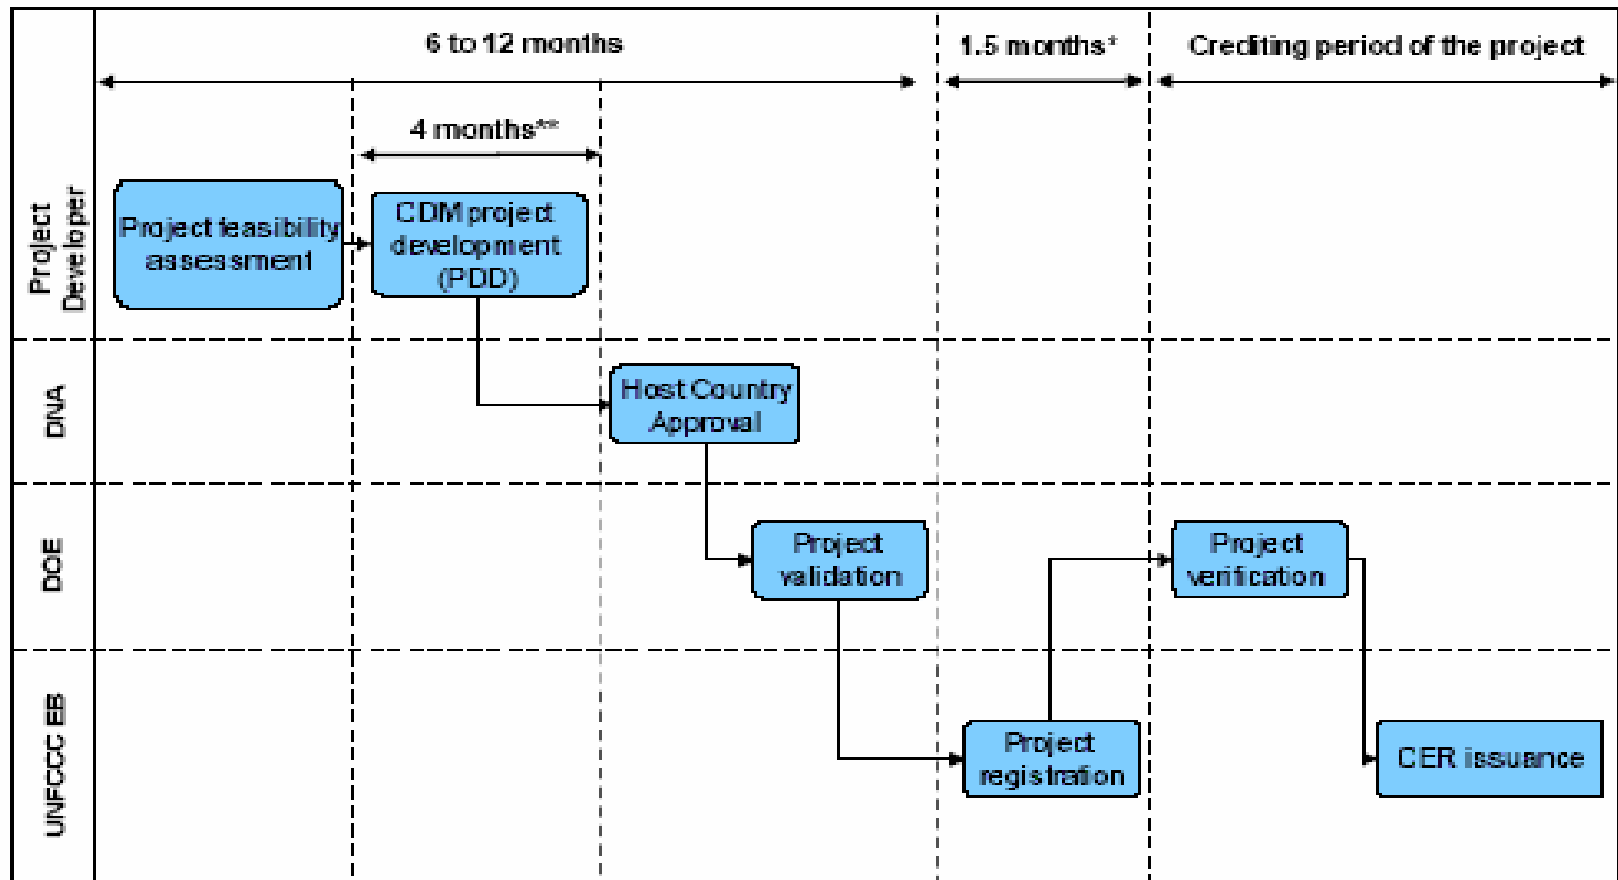 6 to 12 months
1.5 months*
Crediting period of the project
4 months**
Project
Developer
Project feasibility
assessment
CDM project
development
(PDD)
DNA
Host Country
Approval
DOE
Project
validation
Project
verification
UNFCCC EB
Project
registration
CER issuance